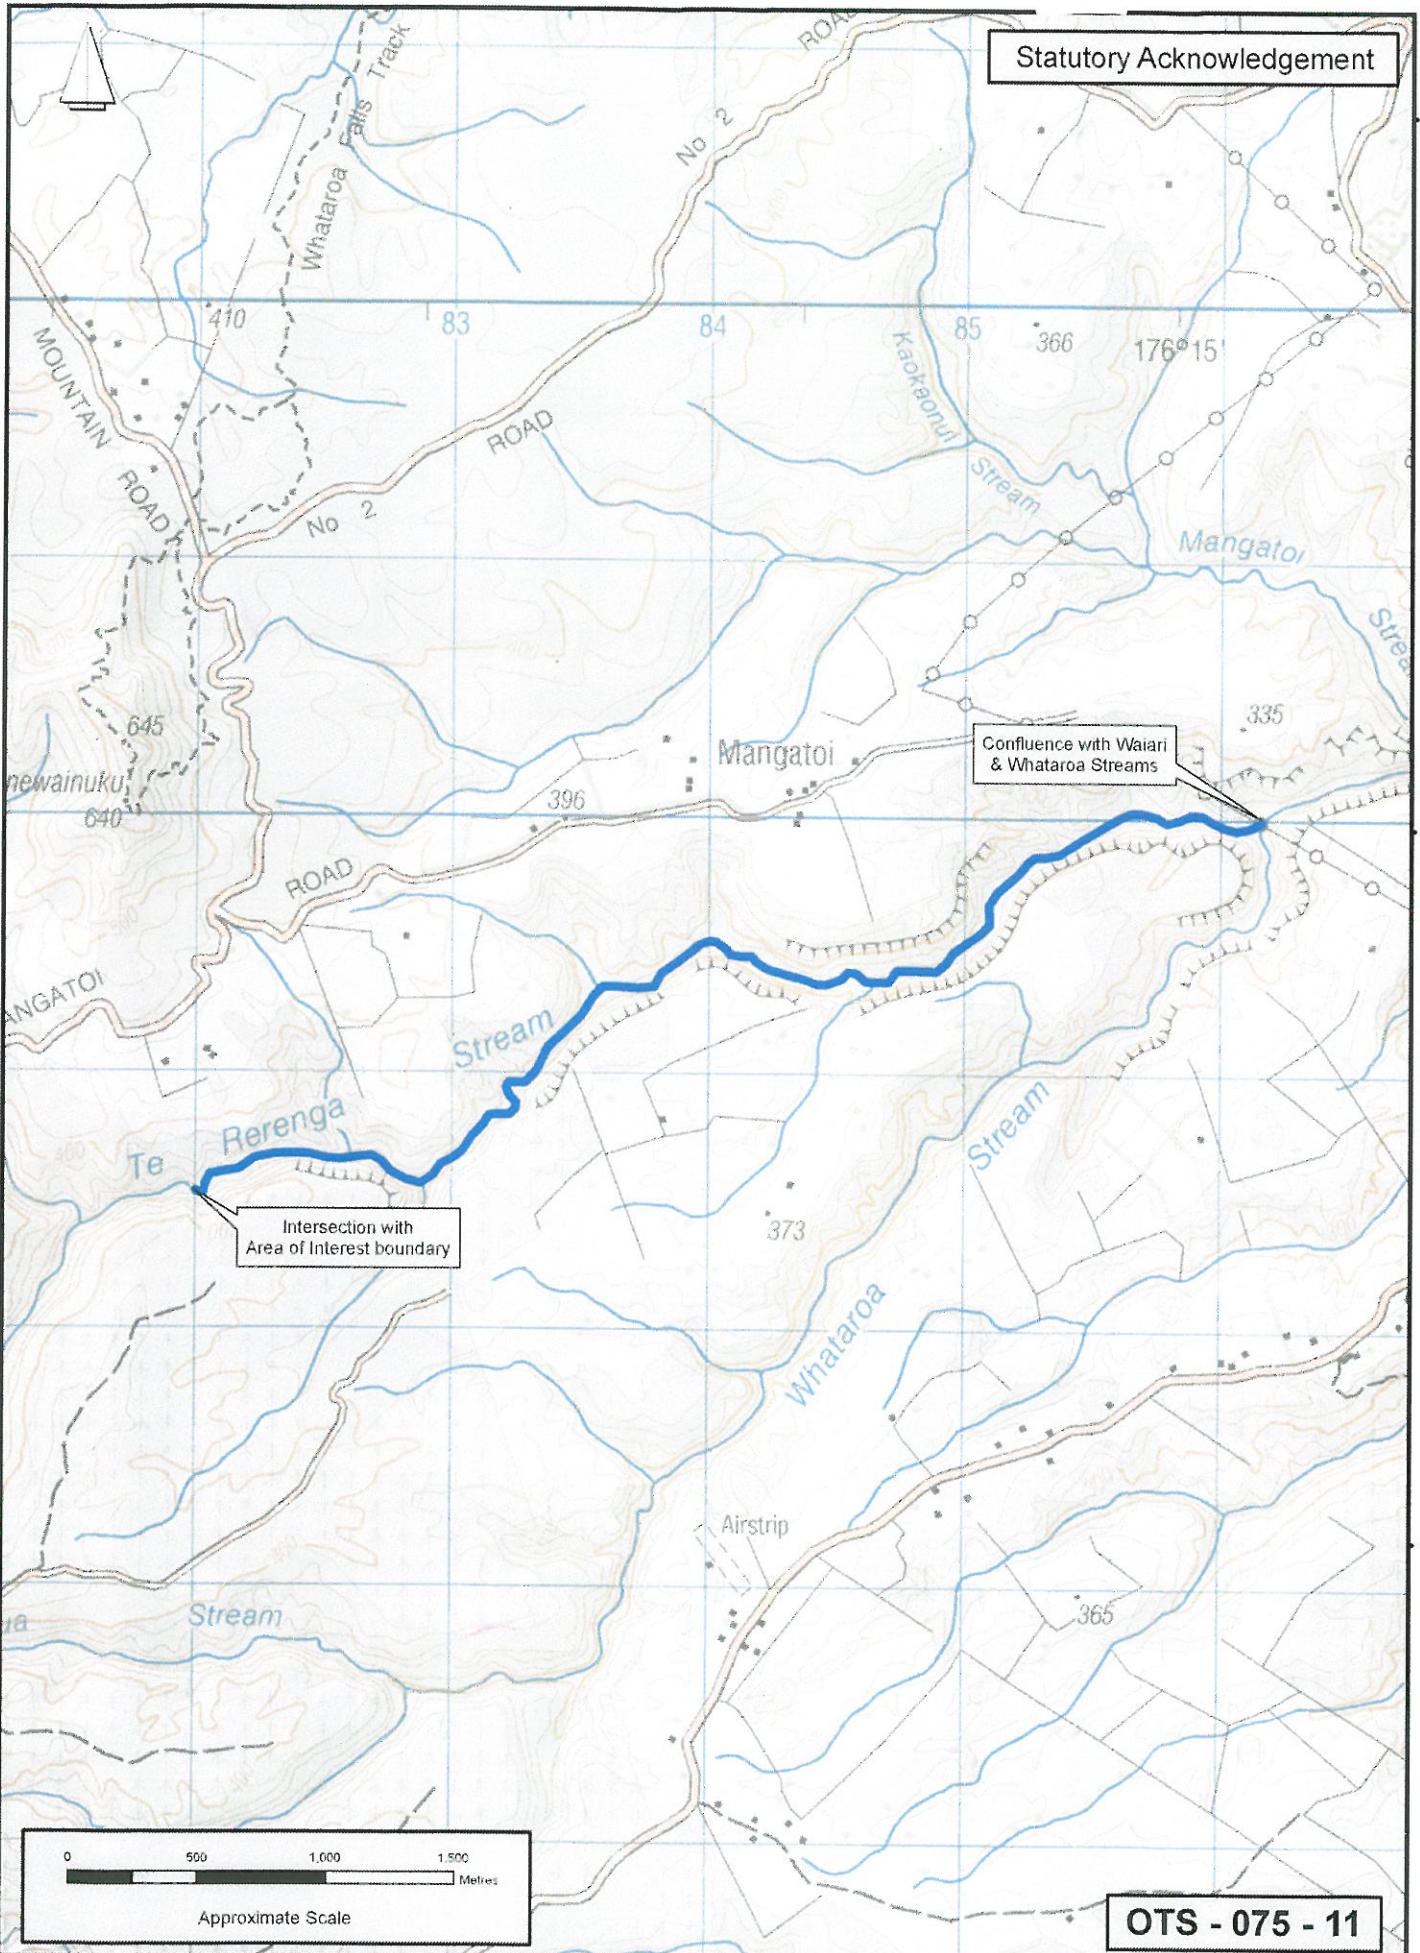 Statutory Acknowledgement
ROAD
No 2
Whataroa Falls Track
410
83
84
85
366
176° 15'
MOUNTAIN ROAD
Kaokaonui Stream
ROAD
No 2
Mangatoi
645
335
Mangatoi
Confluence with Waiari
& Whataroa Streams
newainuku
640
396
ROAD
ANGATOI
Te Rerenga Stream
Stream
Intersection with
Area of Interest boundary
373
Whataroa
Airstrip
Stream
365
0 500 1,000 1,500
Metres
Approximate Scale
OTS - 075 - 11